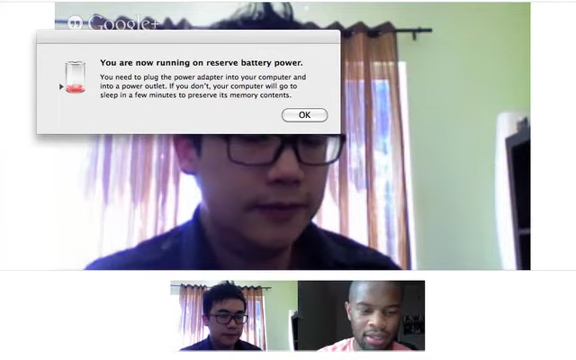 Google+
You are now running on reserve battery power.
You need to plug the power adapter into your computer and
into a power outlet. If you don't, your computer will go to
sleep in a few minutes to preserve its memory contents.
OK